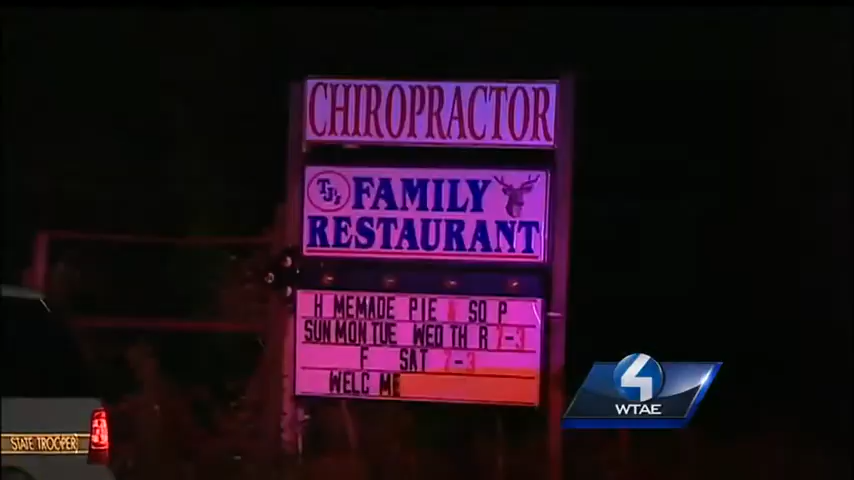 CHIROPRACTOR
TJ's FAMILY
RESTAURANT
H MEMADE PIE & SO P
SUN MON TUE WED TH R 7-3
F SAT 7-3
WELC ME
STATE TROOPER
4
WTAE